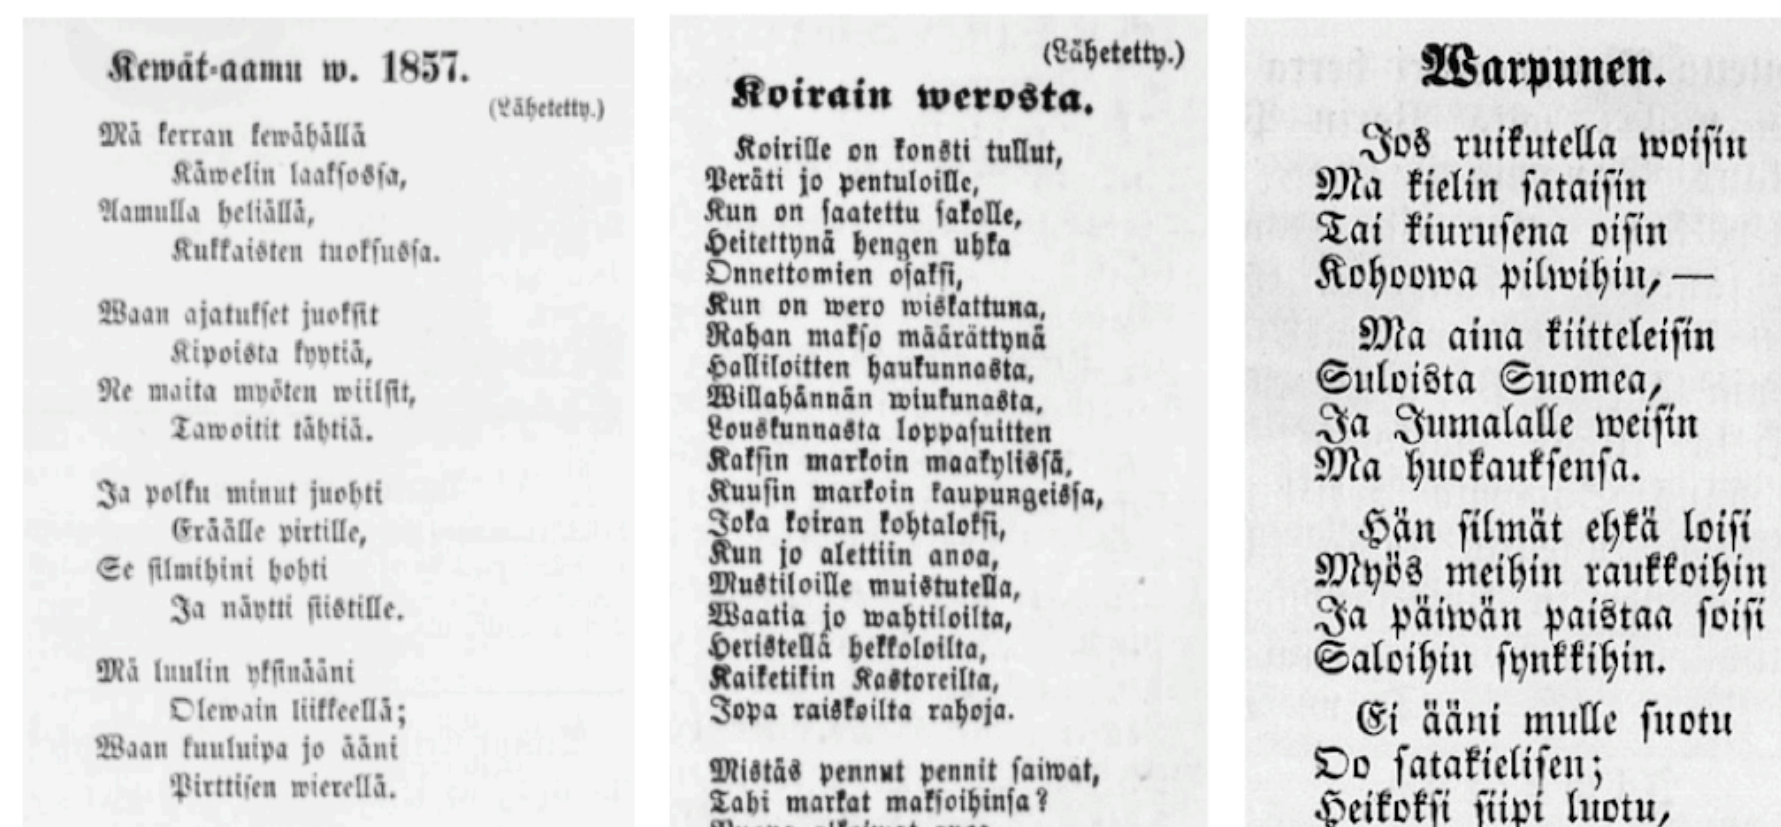 Kewät-aamu w. 1857.
(Lähetetty.)
Mä kerran kewähällä
Käwelin laaksossa,
Aamulla heliällä,
Kukkaisten tuoksussa.
Waan ajatukset juoksit
Kipoista kyytiä,
Ne maita myöten wiilsit,
Tawoitit tähtiä.
Ja polku minut juohti
Eräälle pirtille,
Se silmihini hohti
Ja näytti siistille.
Mä luulin yksinääni
Olewain liikkeellä;
Waan kuuluipa jo ääni
Pirttisen wierellä.
(Lähetetty.)
Koirain werosta.
Koirille on konsti tullut,
Peräti jo pentuloille,
Kun on saatettu sakolle,
Heitettynä hengen uhka
Onnettomien osaksi,
Kun on wero wiskattuna,
Rahan makso määrättynä
Halliloitten haukunnasta,
Willahännän wiukunasta,
Louskunnasta loppasuitten
Kaksin markoin maakylissä,
Kuusin markoin kaupungeissa,
Joka koiran kohtaloksi,
Kun jo alettiin anoa,
Mustiloille muistutella,
Waatia jo wahtiloilta,
Heristellä hekkoloilta,
Kaiketikin Kastoreilta,
Jopa raiskoilta rahoja.
Mistäs pennut pennit saiwat,
Tahi markat maksoihinsa?
Warpunen.
Jos ruikutella woisin
Ma kielin sataisin
Tai kiurusena oisin
Kohoowa pilwihin, —
Ma aina kiitteleisin
Suloista Suomea,
Ja Jumalalle weisin
Ma huokauksensa.
Hän silmät ehkä loisi
Myös meihin raukkoihin
Ja päiwän paistaa soisi
Saloihin synkkihin.
Ei ääni mulle suotu
Oo satakielisen;
Heikoksi siipi luotu,